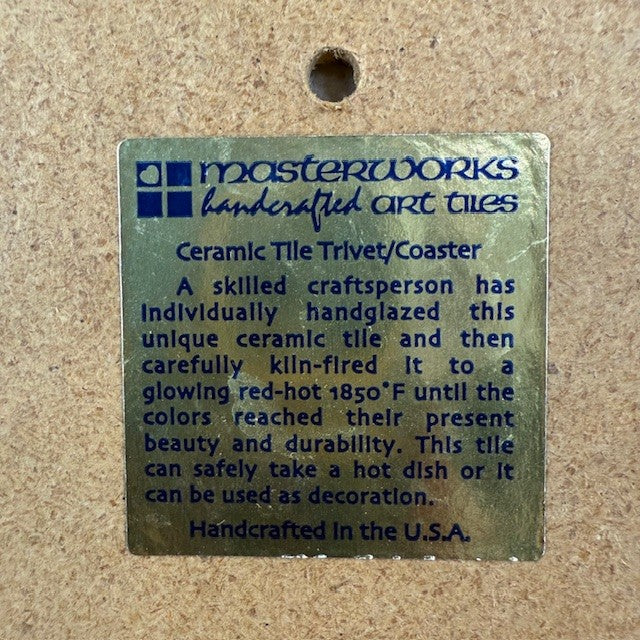 masterworks
handcrafted art tiles
Ceramic Tile Trivet/Coaster
A skilled craftsperson has
individually handglazed this
unique ceramic tile and then
carefully kiln-fired it to a
glowing red-hot 1850°F until the
colors reached their present
beauty and durability. This tile
can safely take a hot dish or it
can be used as decoration.
Handcrafted in the U.S.A.